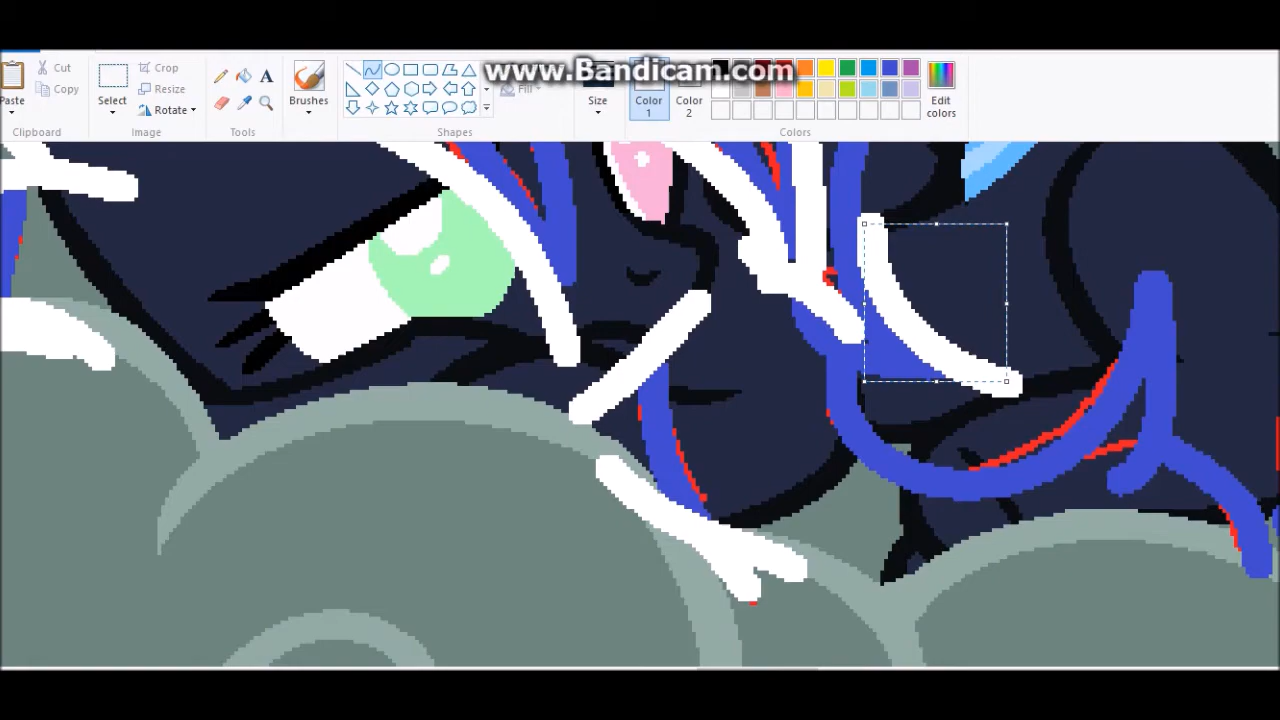 www.Bandicam.com
Cut
Copy
Paste
Clipboard
Select
Crop
Resize
Rotate
Image
A
Tools
Brushes
Shapes
Fill
Size
Color 1
Color 2
Edit colors
Colors